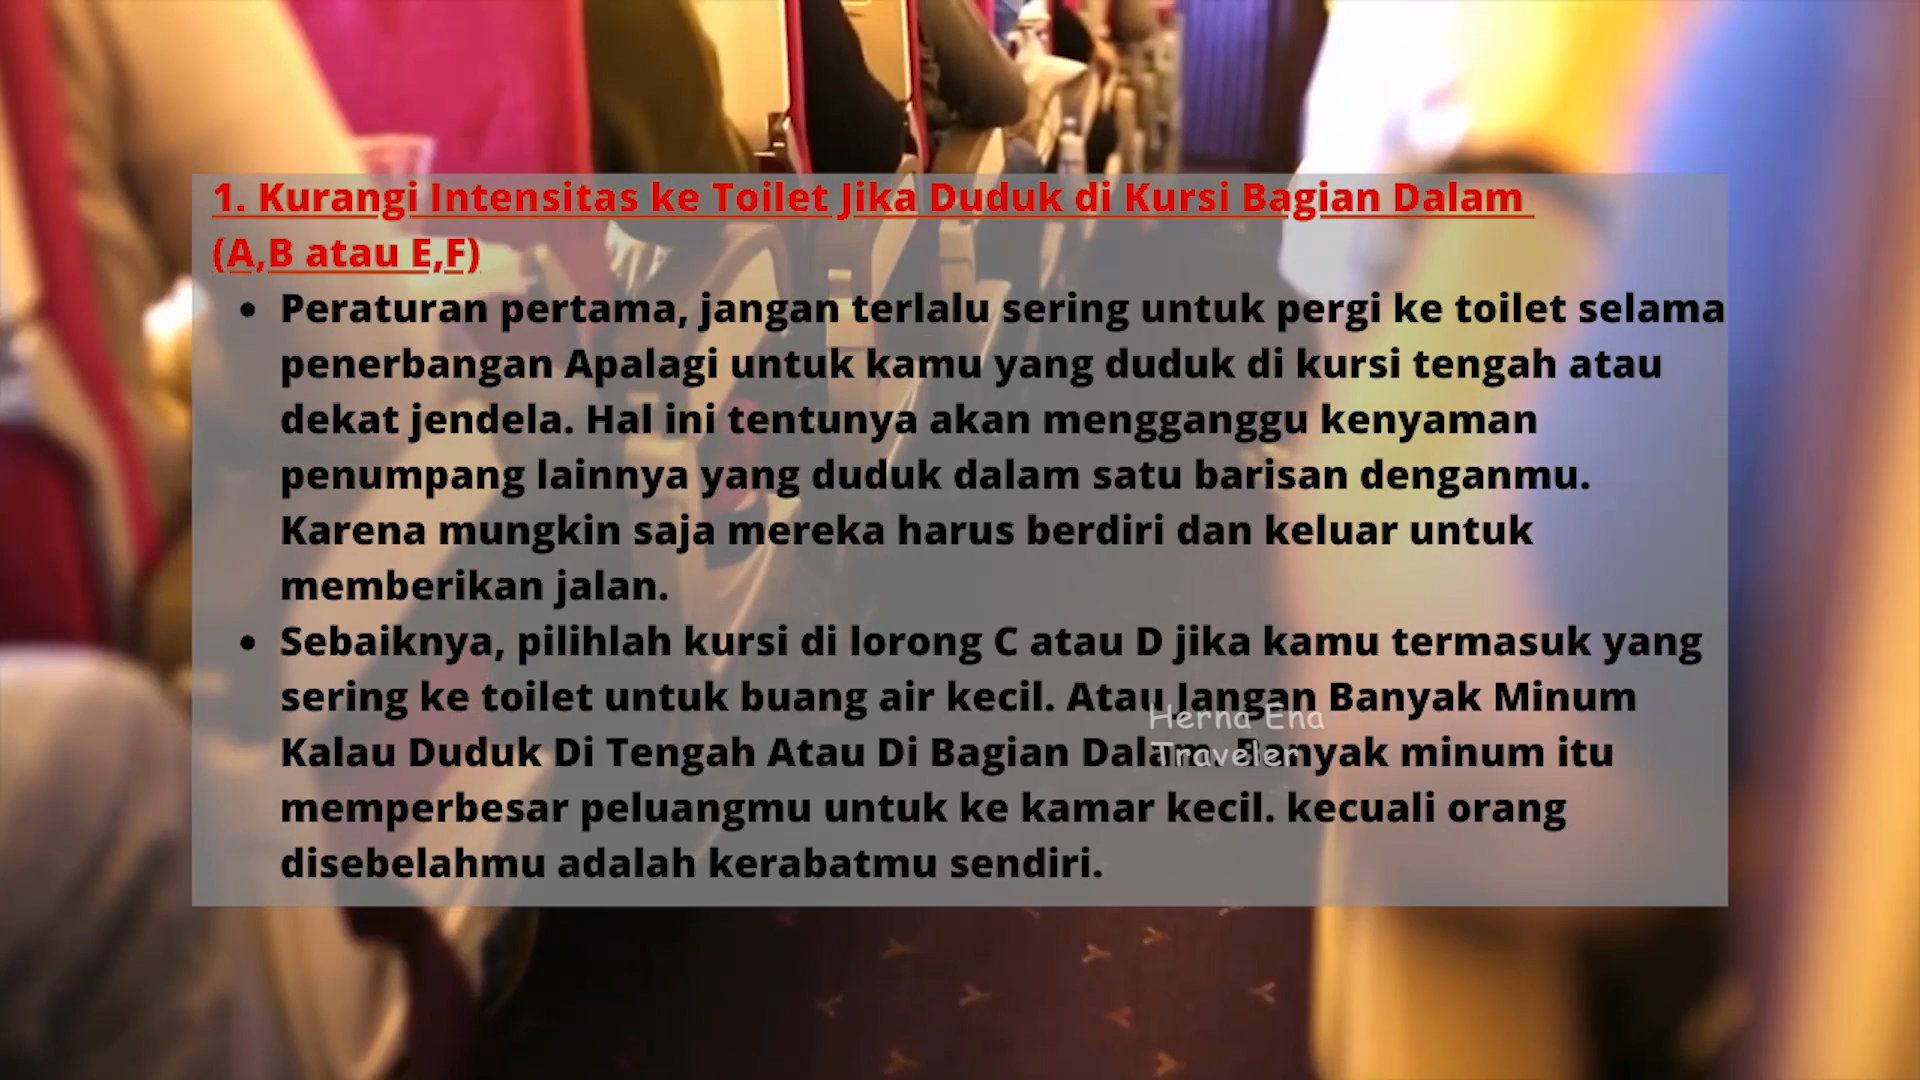 1. Kurangi Intensitas ke Toilet Jika Duduk di Kursi Bagian Dalam
(A,B atau E,F)
• Peraturan pertama, jangan terlalu sering untuk pergi ke toilet selama
penerbangan Apalagi untuk kamu yang duduk di kursi tengah atau
dekat jendela. Hal ini tentunya akan mengganggu kenyaman
penumpang lainnya yang duduk dalam satu barisan denganmu.
Karena mungkin saja mereka harus berdiri dan keluar untuk
memberikan jalan.
• Sebaiknya, pilihlah kursi di lorong C atau D jika kamu termasuk yang
sering ke toilet untuk buang air kecil. Atau Jangan Banyak Minum
Kalau Duduk Di Tengah Atau Di Bagian Dalam. Banyak minum itu
memperbesar peluangmu untuk ke kamar kecil. kecuali orang
disebelahmu adalah kerabatmu sendiri.
Herna Ena
Traveler